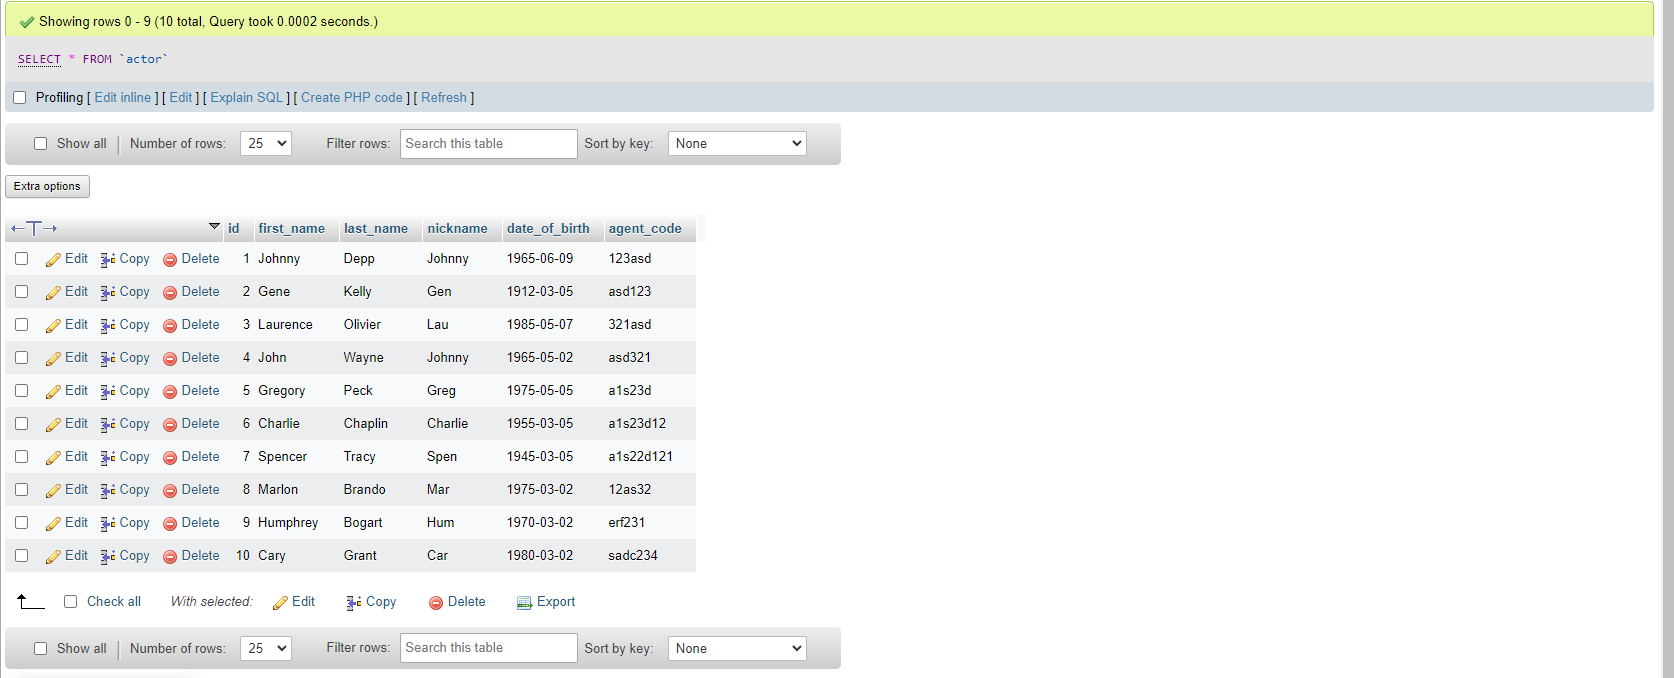 Showing rows 0 - 9 (10 total, Query took 0.0002 seconds.)
SELECT * FROM `actor`
Profiling [ Edit inline ] [ Edit ] [ Explain SQL ] [ Create PHP code ] [ Refresh ]
Show all | Number of rows: 25 Filter rows: Search this table Sort by key: None
Extra options
←T→ id first_name last_name nickname date_of_birth agent_code
Edit Copy Delete 1 Johnny Depp Johnny 1965-06-09 123asd
Edit Copy Delete 2 Gene Kelly Gen 1912-03-05 asd123
Edit Copy Delete 3 Laurence Olivier Lau 1985-05-07 321asd
Edit Copy Delete 4 John Wayne Johnny 1965-05-02 asd321
Edit Copy Delete 5 Gregory Peck Greg 1975-05-05 a1s23d
Edit Copy Delete 6 Charlie Chaplin Charlie 1955-03-05 a1s23d12
Edit Copy Delete 7 Spencer Tracy Spen 1945-03-05 a1s22d121
Edit Copy Delete 8 Marlon Brando Mar 1975-03-02 12as32
Edit Copy Delete 9 Humphrey Bogart Hum 1970-03-02 erf231
Edit Copy Delete 10 Cary Grant Car 1980-03-02 sadc234
Check all With selected: Edit Copy Delete Export
Show all | Number of rows: 25 Filter rows: Search this table Sort by key: None